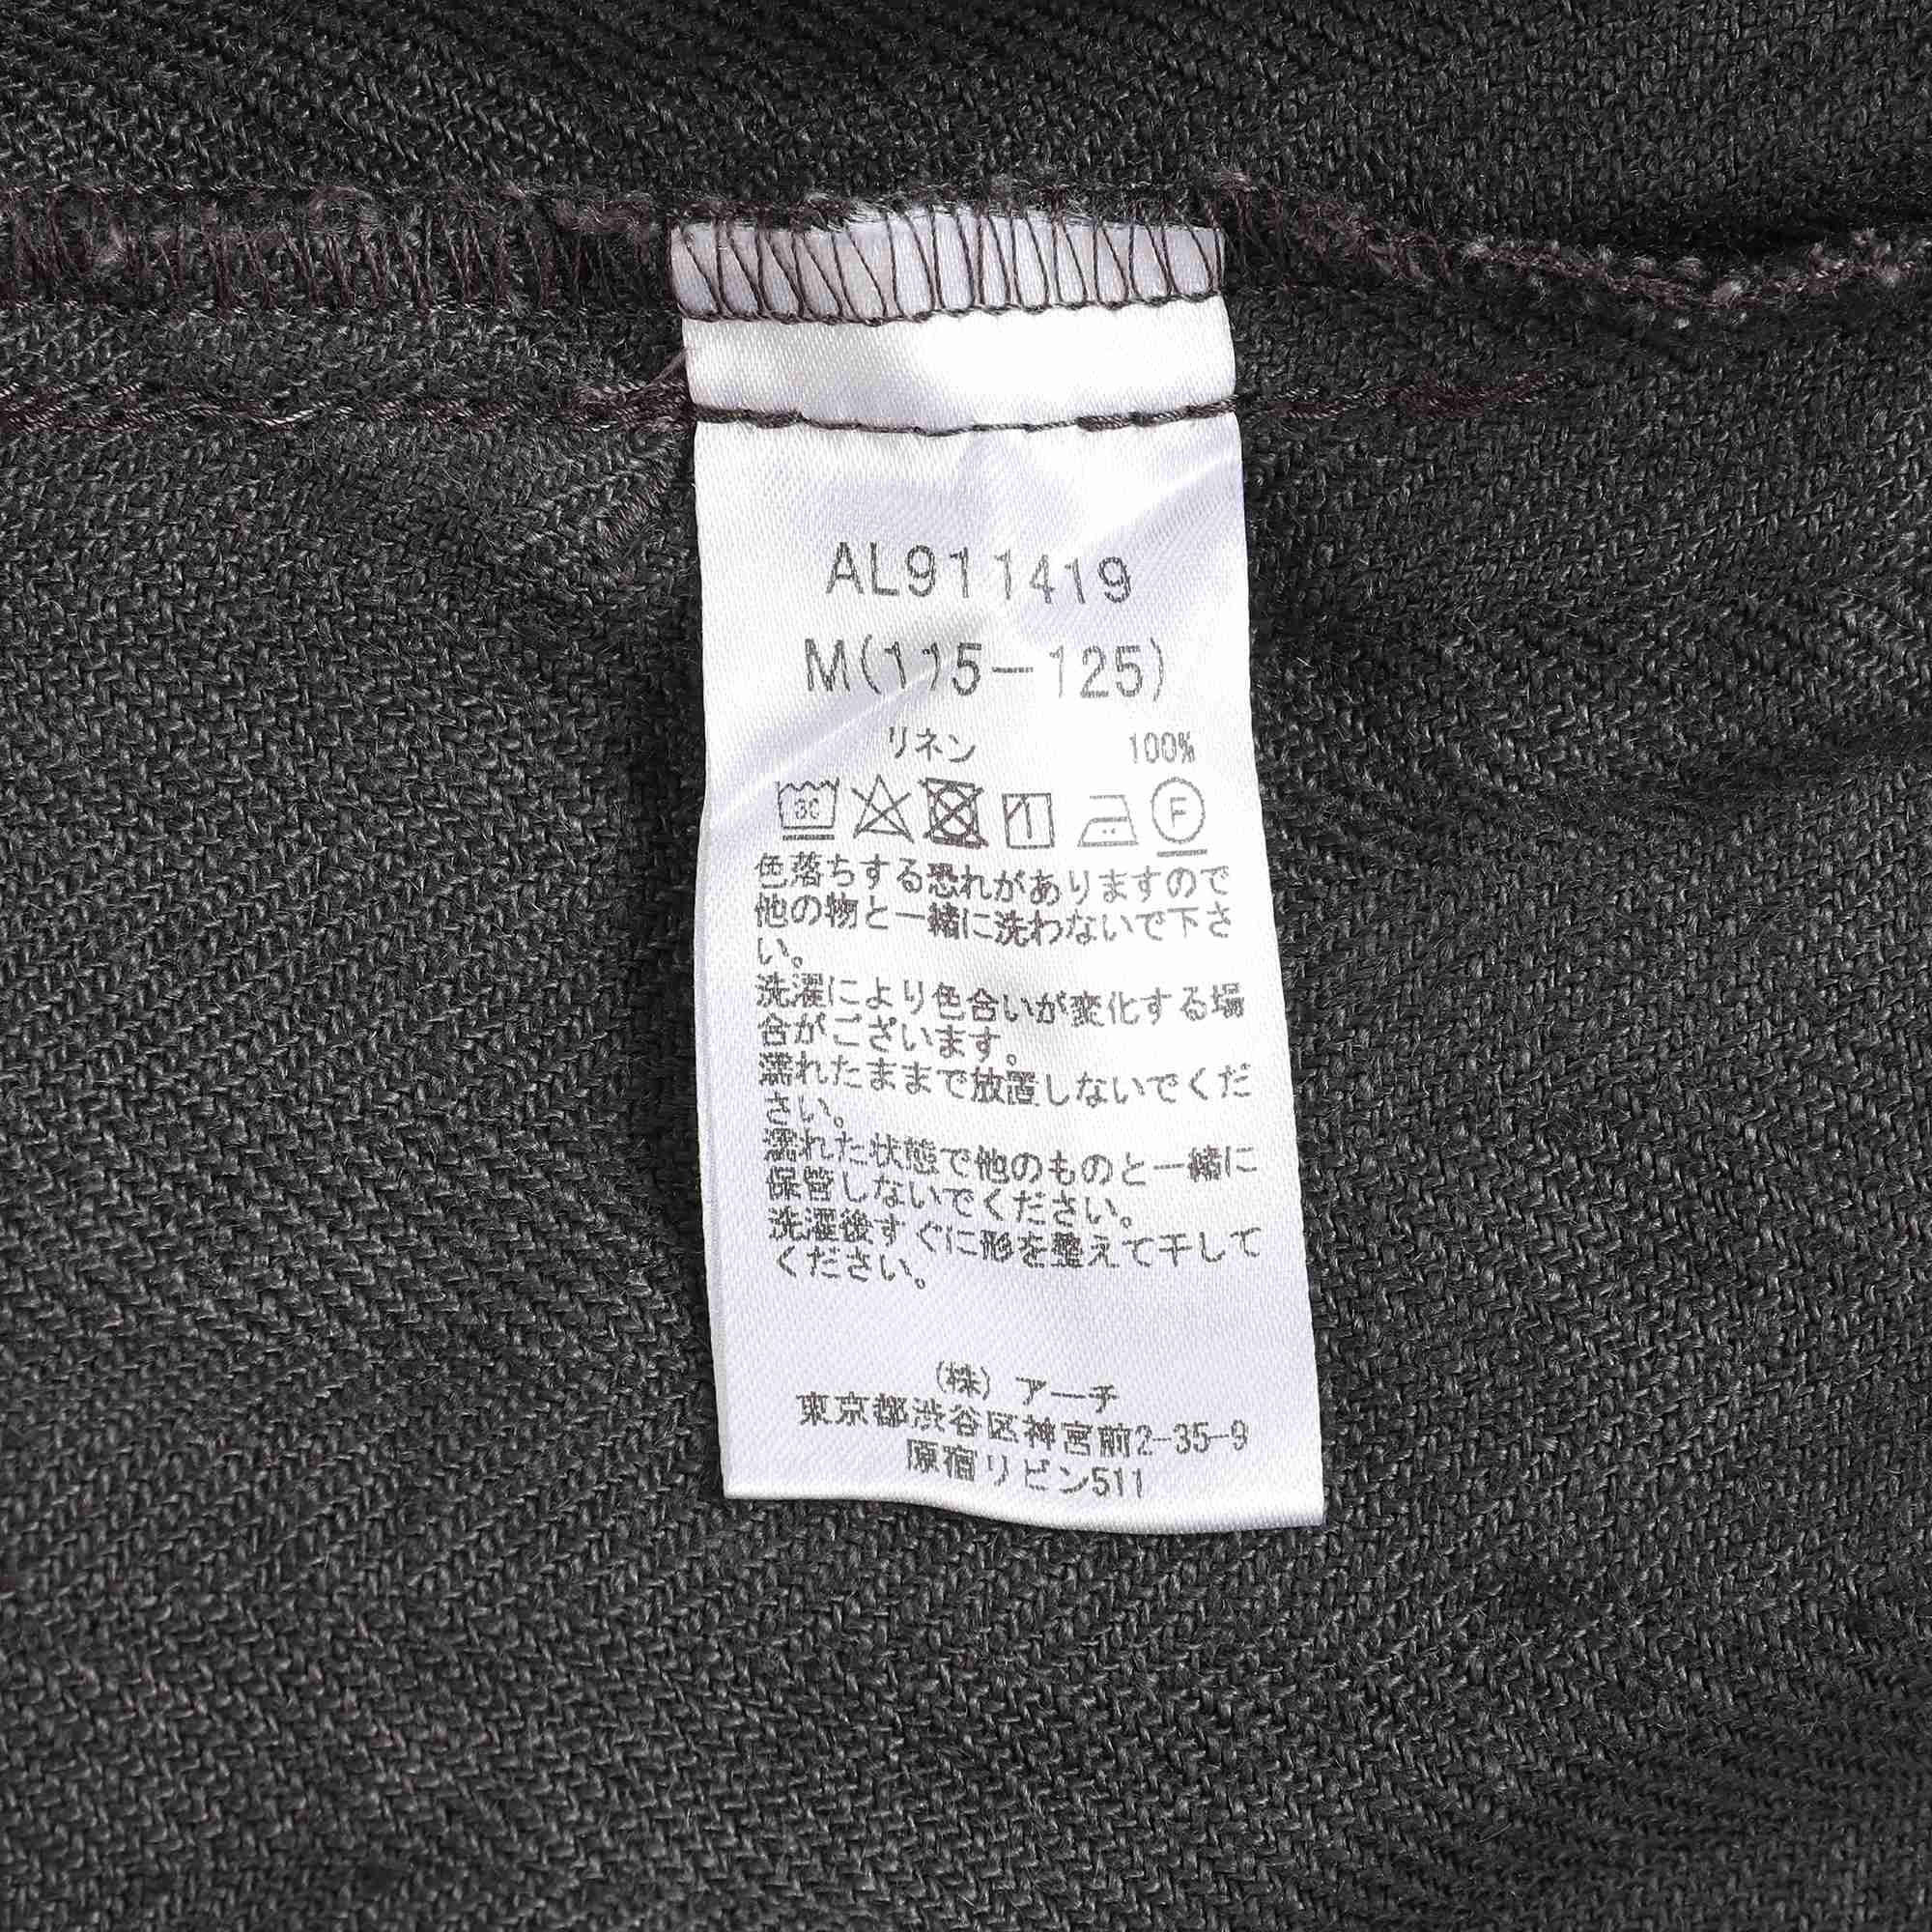 AL911419
M(115-125)
リネン 100%
30 1 F
色落ちする恐れがありますので
他の物と一緒に洗わないで下さ
い。
洗濯により色合いが変化する場
合がございます。
濡れたままで放置しないでくだ
さい。
濡れた状態で他のものと一緒に
保管しないでください。
洗濯後すぐに形を整えて干して
ください。
(株) アーチ
東京都渋谷区神宮前2-35-9
原宿リビン511